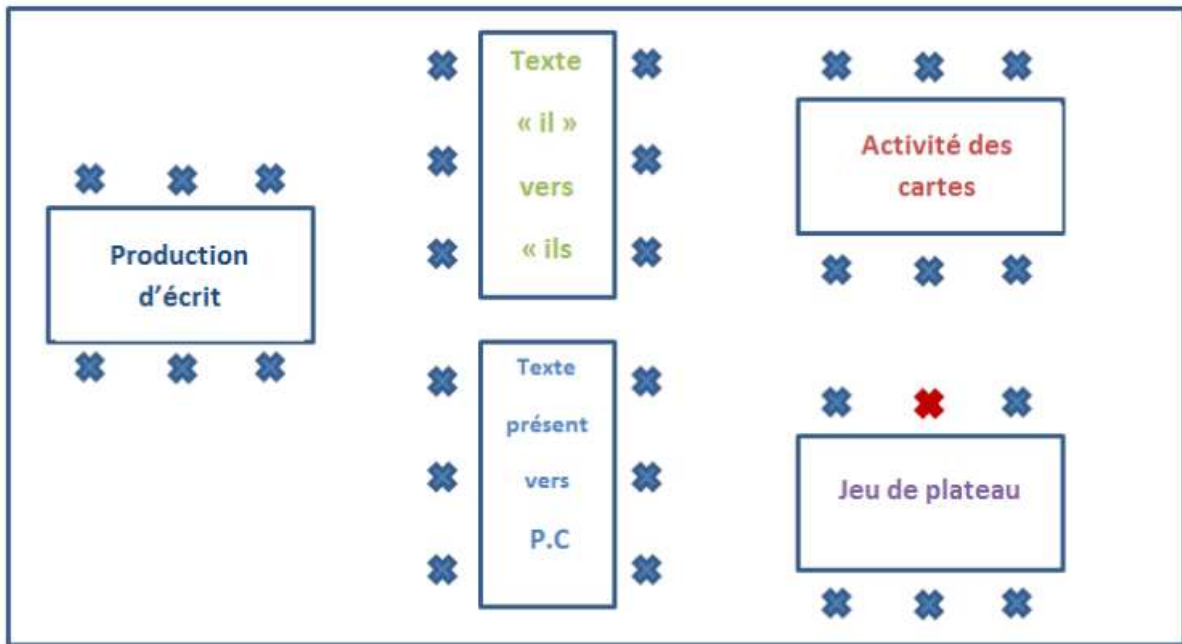 Production
d'écrit
Texte
« il »
vers
« ils
Texte
présent
vers
P.C
Activité des
cartes
Jeu de plateau